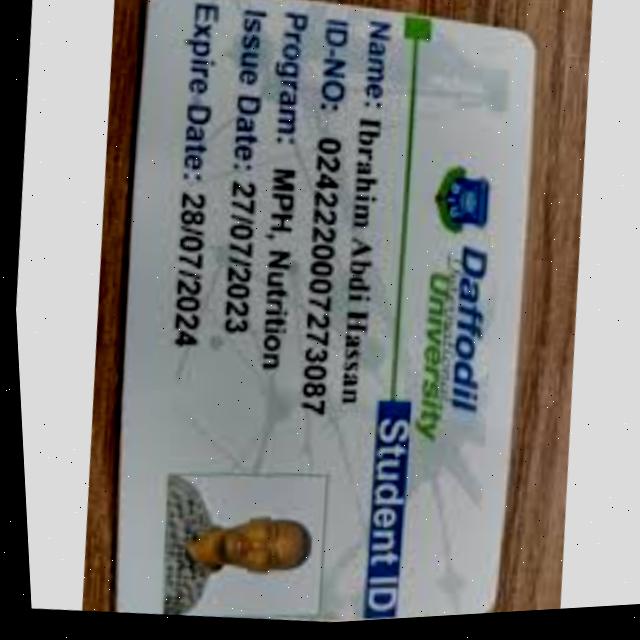 Daffodil
University
Student ID
Name: Ibrahim Abdi Hassan
ID-NO: 0242220007273087
Program: MPH, Nutrition
Issue Date: 27/07/2023
Expire Date: 28/07/2024